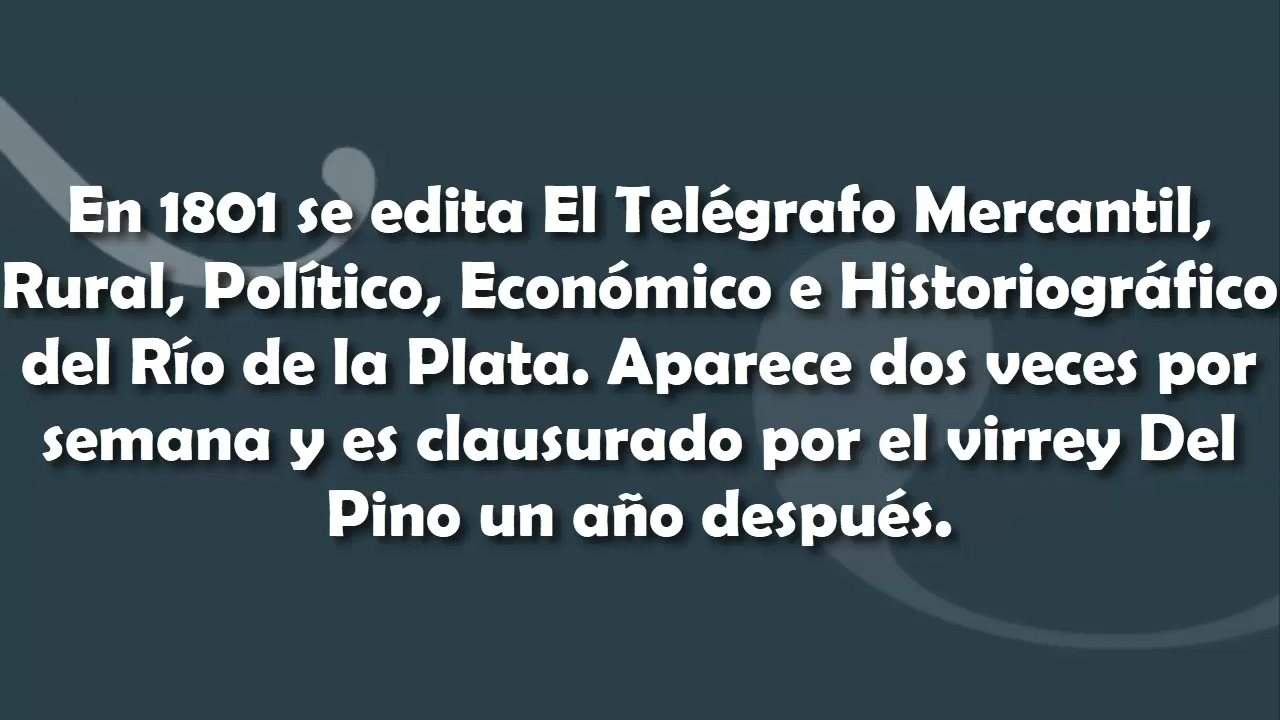 En 1801 se edita El Telégrafo Mercantil,
Rural, Político, Económico e Historiográfico
del Río de la Plata. Aparece dos veces por
semana y es clausurado por el virrey Del
Pino un año después.